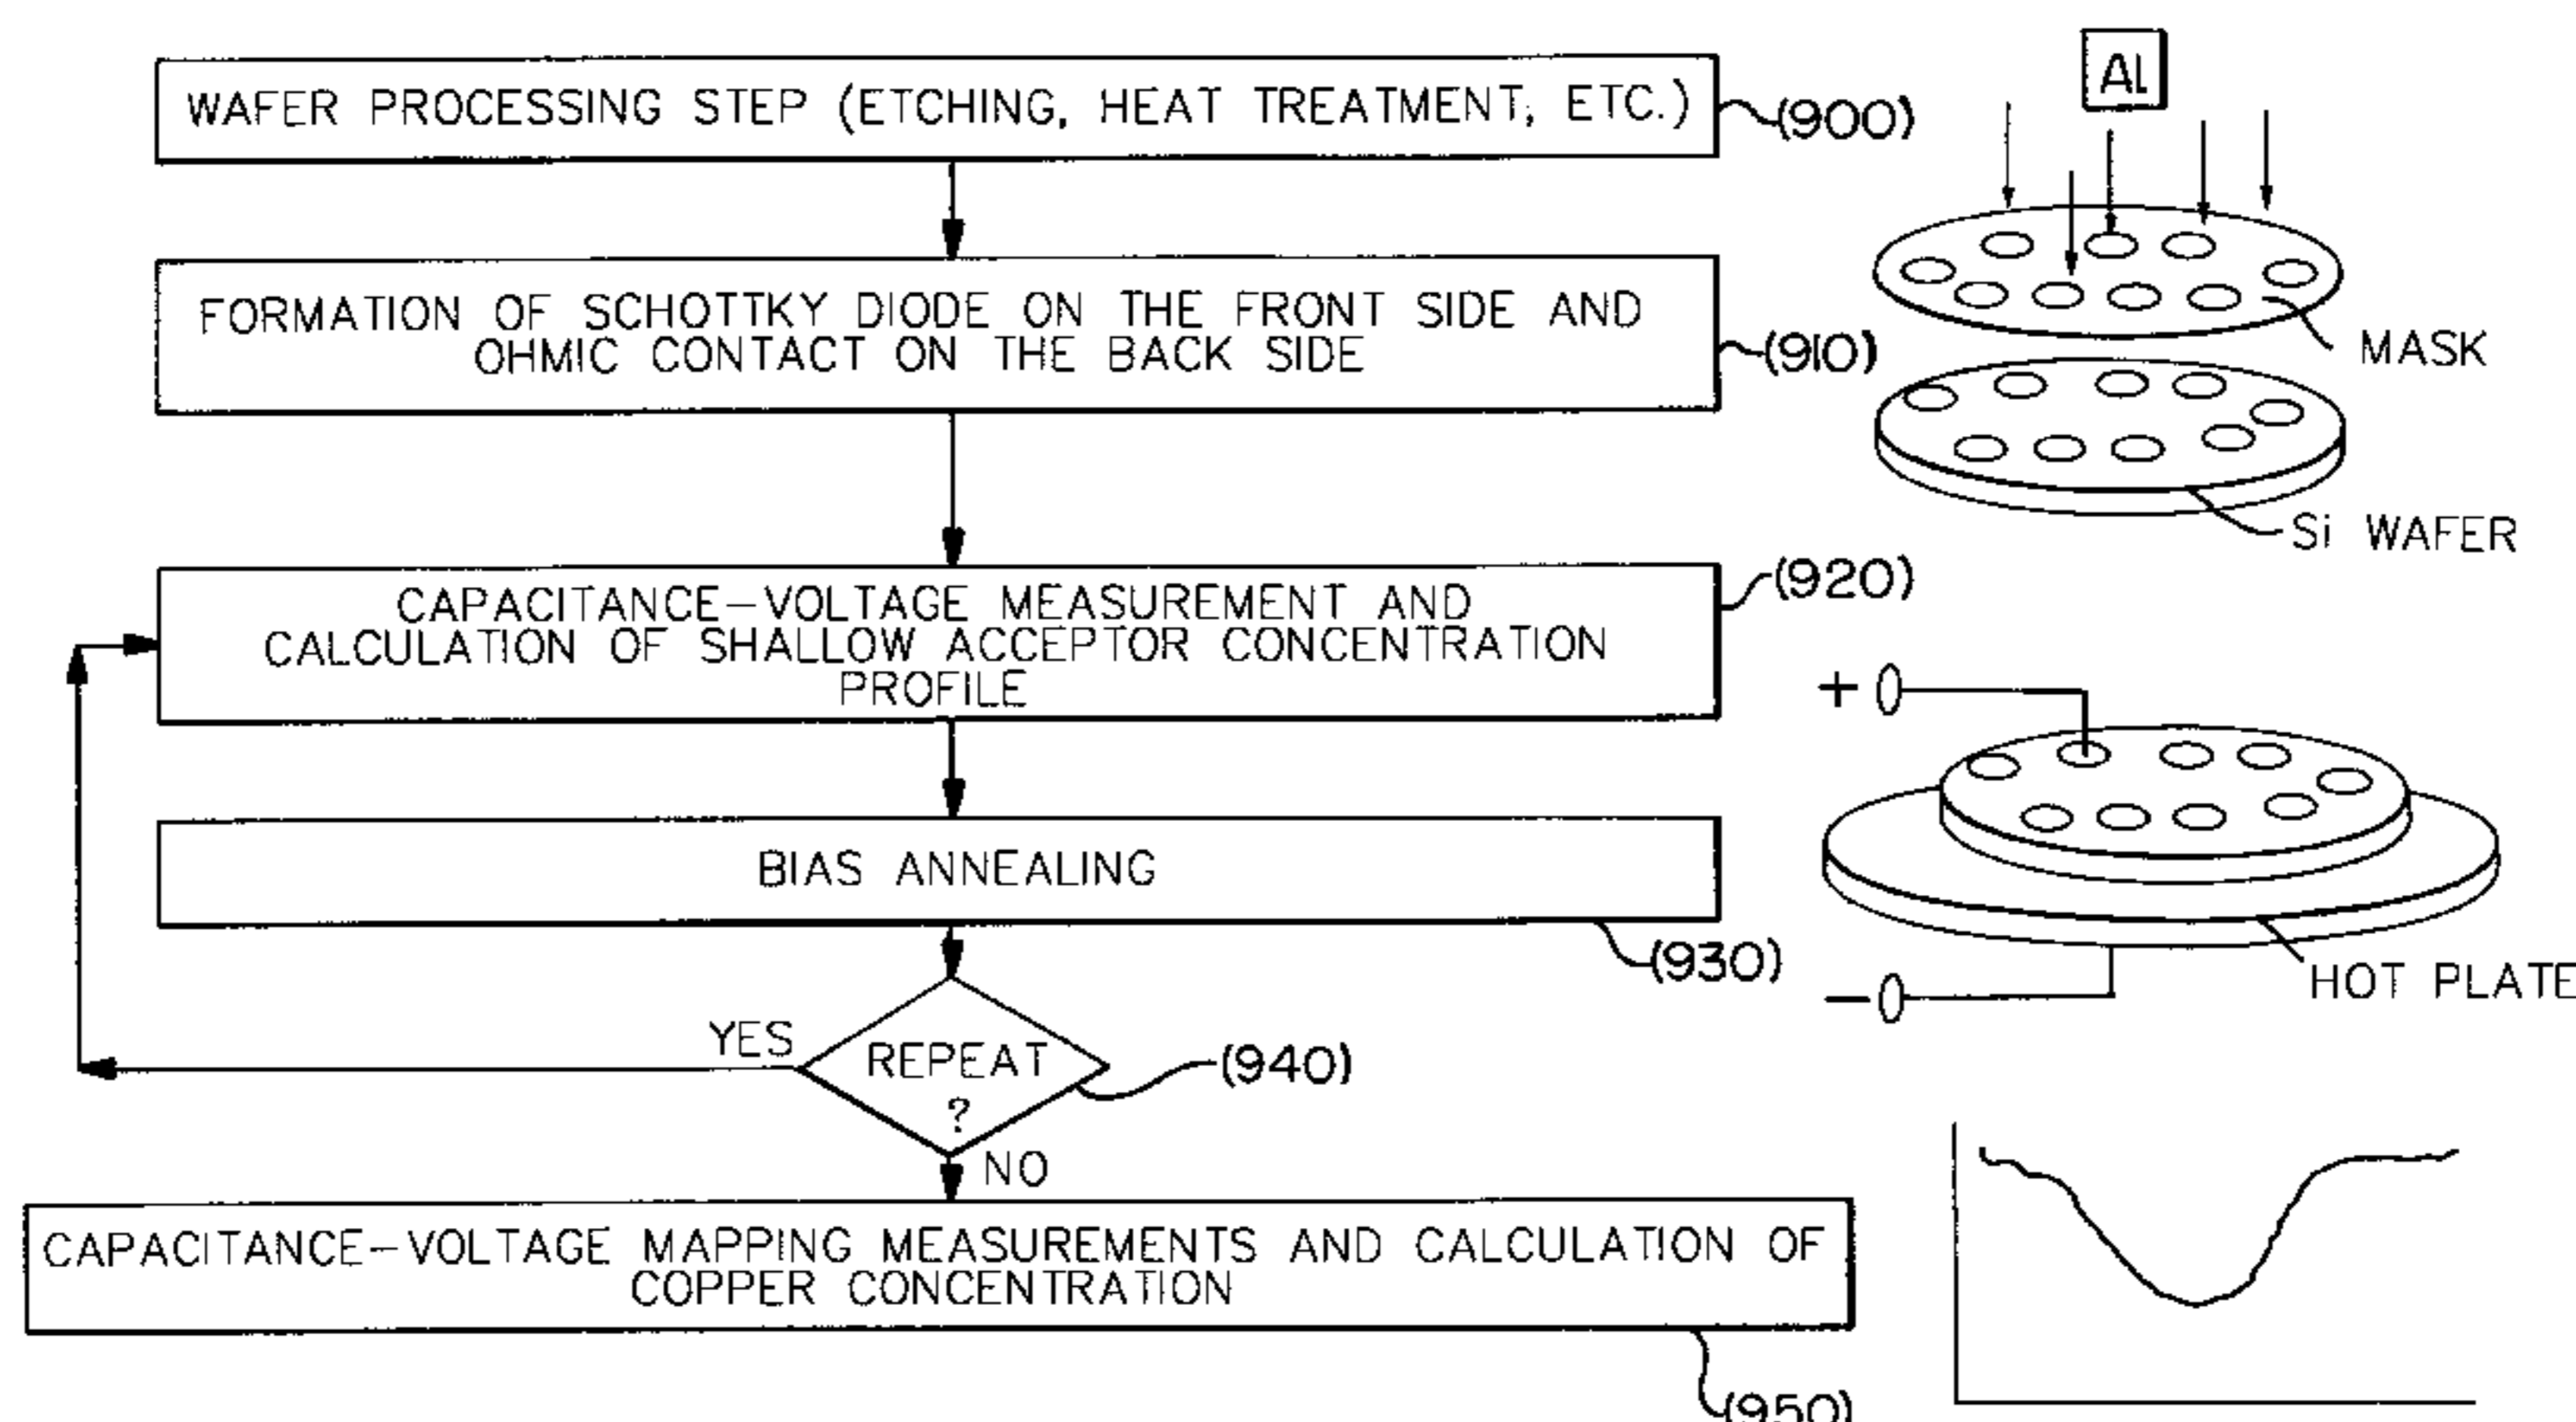 WAFER PROCESSING STEP (ETCHING, HEAT TREATMENT, ETC.)
(900)
FORMATION OF SCHOTTKY DIODE ON THE FRONT SIDE AND
OHMIC CONTACT ON THE BACK SIDE
(910)
Al
MASK
Si WAFER
CAPACITANCE-VOLTAGE MEASUREMENT AND
CALCULATION OF SHALLOW ACCEPTOR CONCENTRATION
PROFILE
(920)
BIAS ANNEALING
(930)
+
-
HOT PLATE
YES
REPEAT
?
(940)
NO
CAPACITANCE-VOLTAGE MAPPING MEASUREMENTS AND CALCULATION OF
COPPER CONCENTRATION
(950)